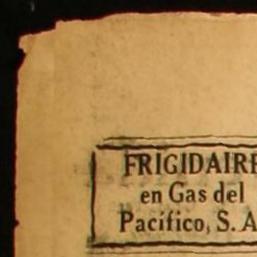 FRIGIDAIRE
en Gas del
Pacífico, S. A